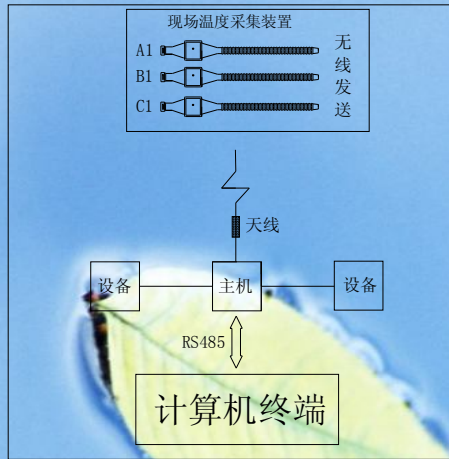 现场温度采集装置
A1
B1
C1
无线发送
天线
设备
主机
设备
RS485
计算机终端